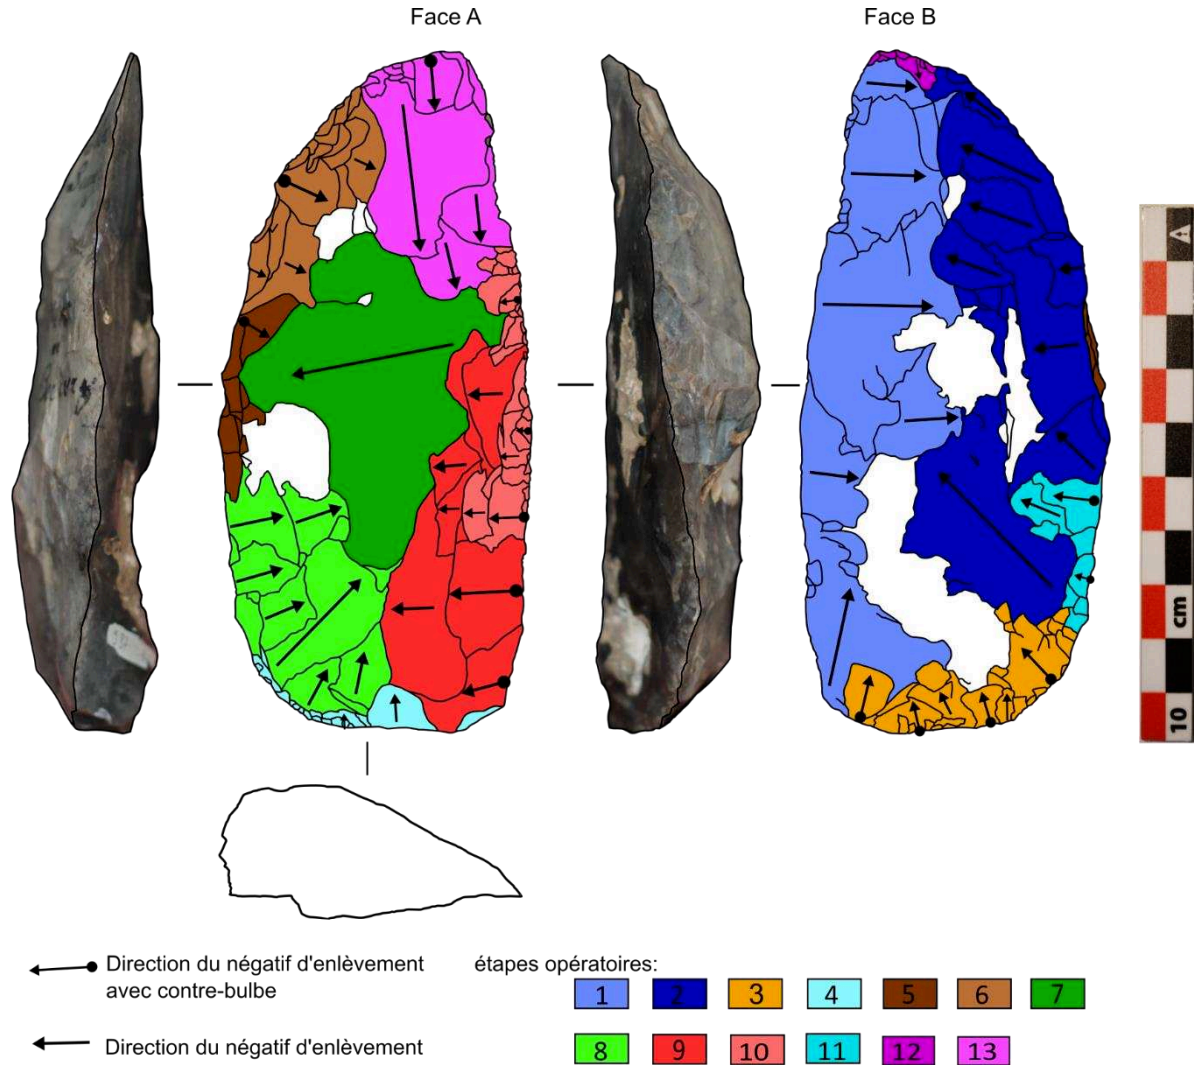 Face A
Face B
cm
10
Direction du négatif d'enlèvement
avec contre-bulbe
Direction du négatif d'enlèvement
étapes opératoires:
1 2 3 4 5 6 7
8 9 10 11 12 13